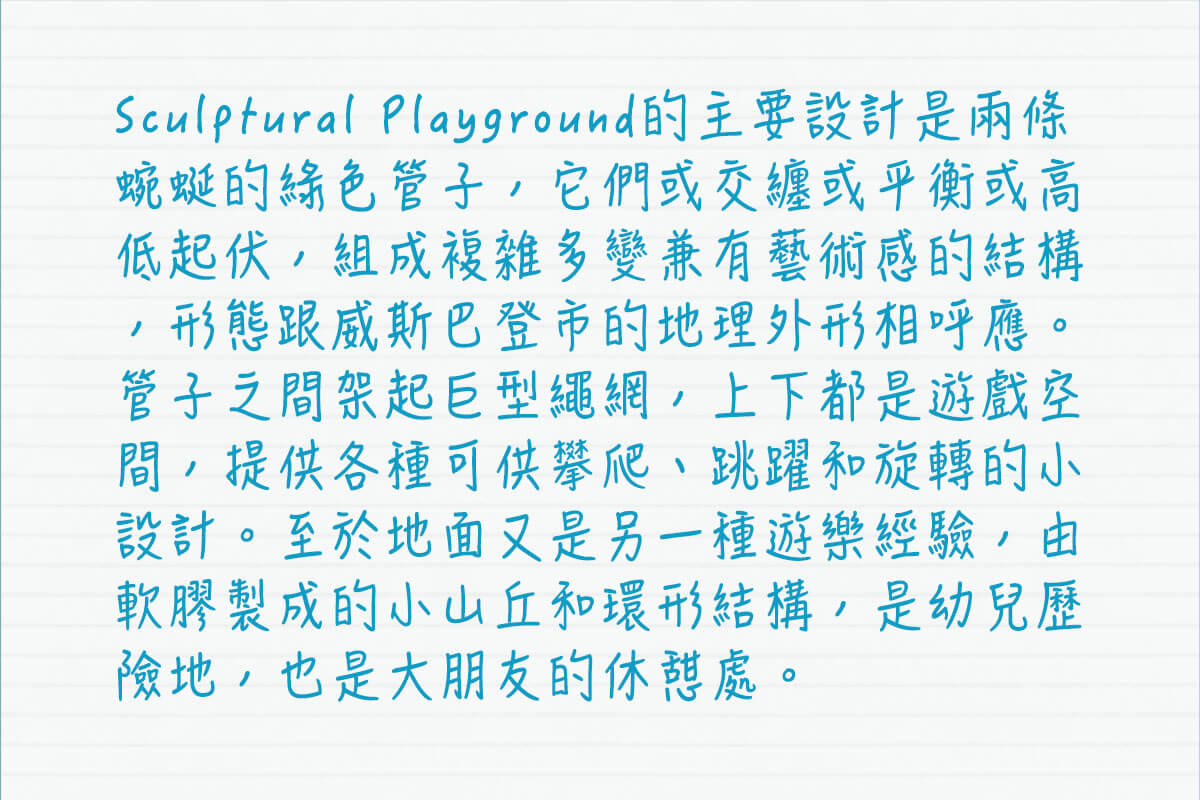 Sculptural Playground的主要設計是兩條
蜿蜒的綠色管子，它們或交纏或平衡或高
低起伏，組成複雜多變兼有藝術感的結構
，形態跟威斯巴登市的地理外形相呼應。
管子之間架起巨型繩網，上下都是遊戲空
間，提供各種可供攀爬、跳躍和旋轉的小
設計。至於地面又是另一種遊樂經驗，由
軟膠製成的小山丘和環形結構，是幼兒歷
險地，也是大朋友的休憩處。